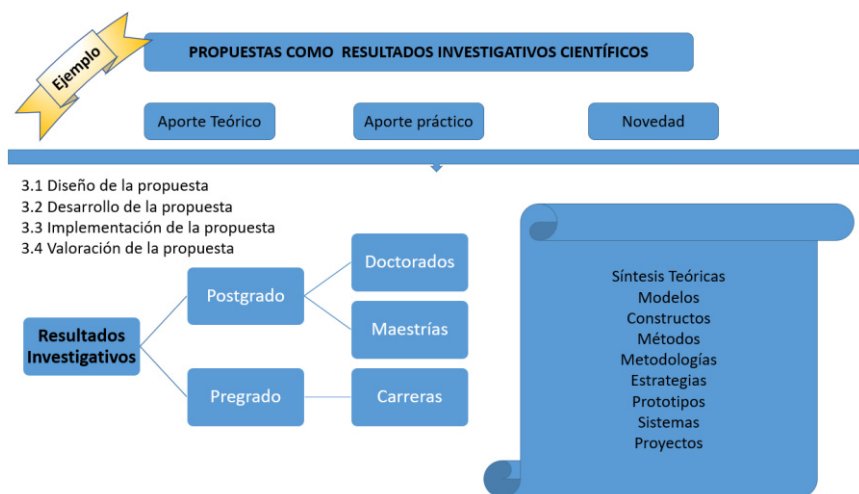 Ejemplo
PROPUESTAS COMO RESULTADOS INVESTIGATIVOS CIENTÍFICOS
Aporte Teórico
Aporte práctico
Novedad
3.1 Diseño de la propuesta
3.2 Desarrollo de la propuesta
3.3 Implementación de la propuesta
3.4 Valoración de la propuesta
Resultados
Investigativos
Postgrado
Pregrado
Doctorados
Maestrías
Carreras
Síntesis Teóricas
Modelos
Constructos
Métodos
Metodologías
Estrategias
Prototipos
Sistemas
Proyectos